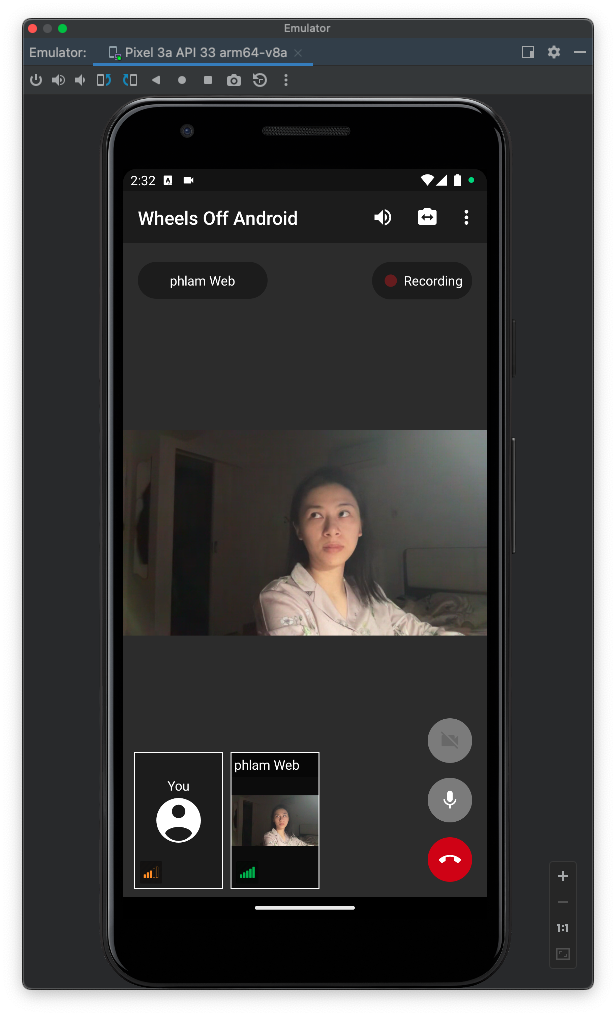 Emulator
Emulator: Pixel 3a API 33 arm64-v8a
2:32 A
Wheels Off Android
phlam Web
Recording
You
phlam Web
1:1